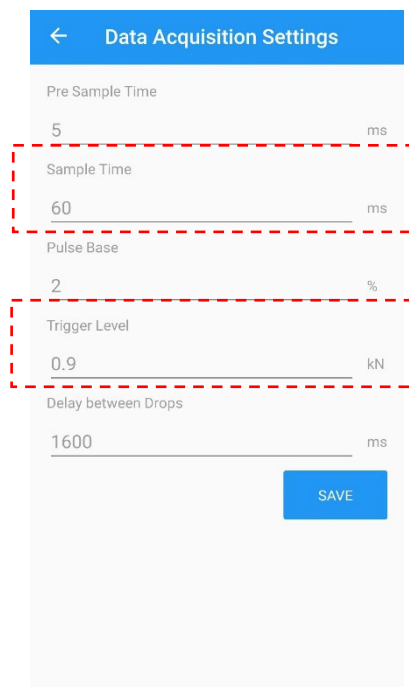 Data Acquisition Settings
Pre Sample Time
5 ms
Sample Time
60 ms
Pulse Base
2 %
Trigger Level
0.9 kN
Delay between Drops
1600 ms
SAVE